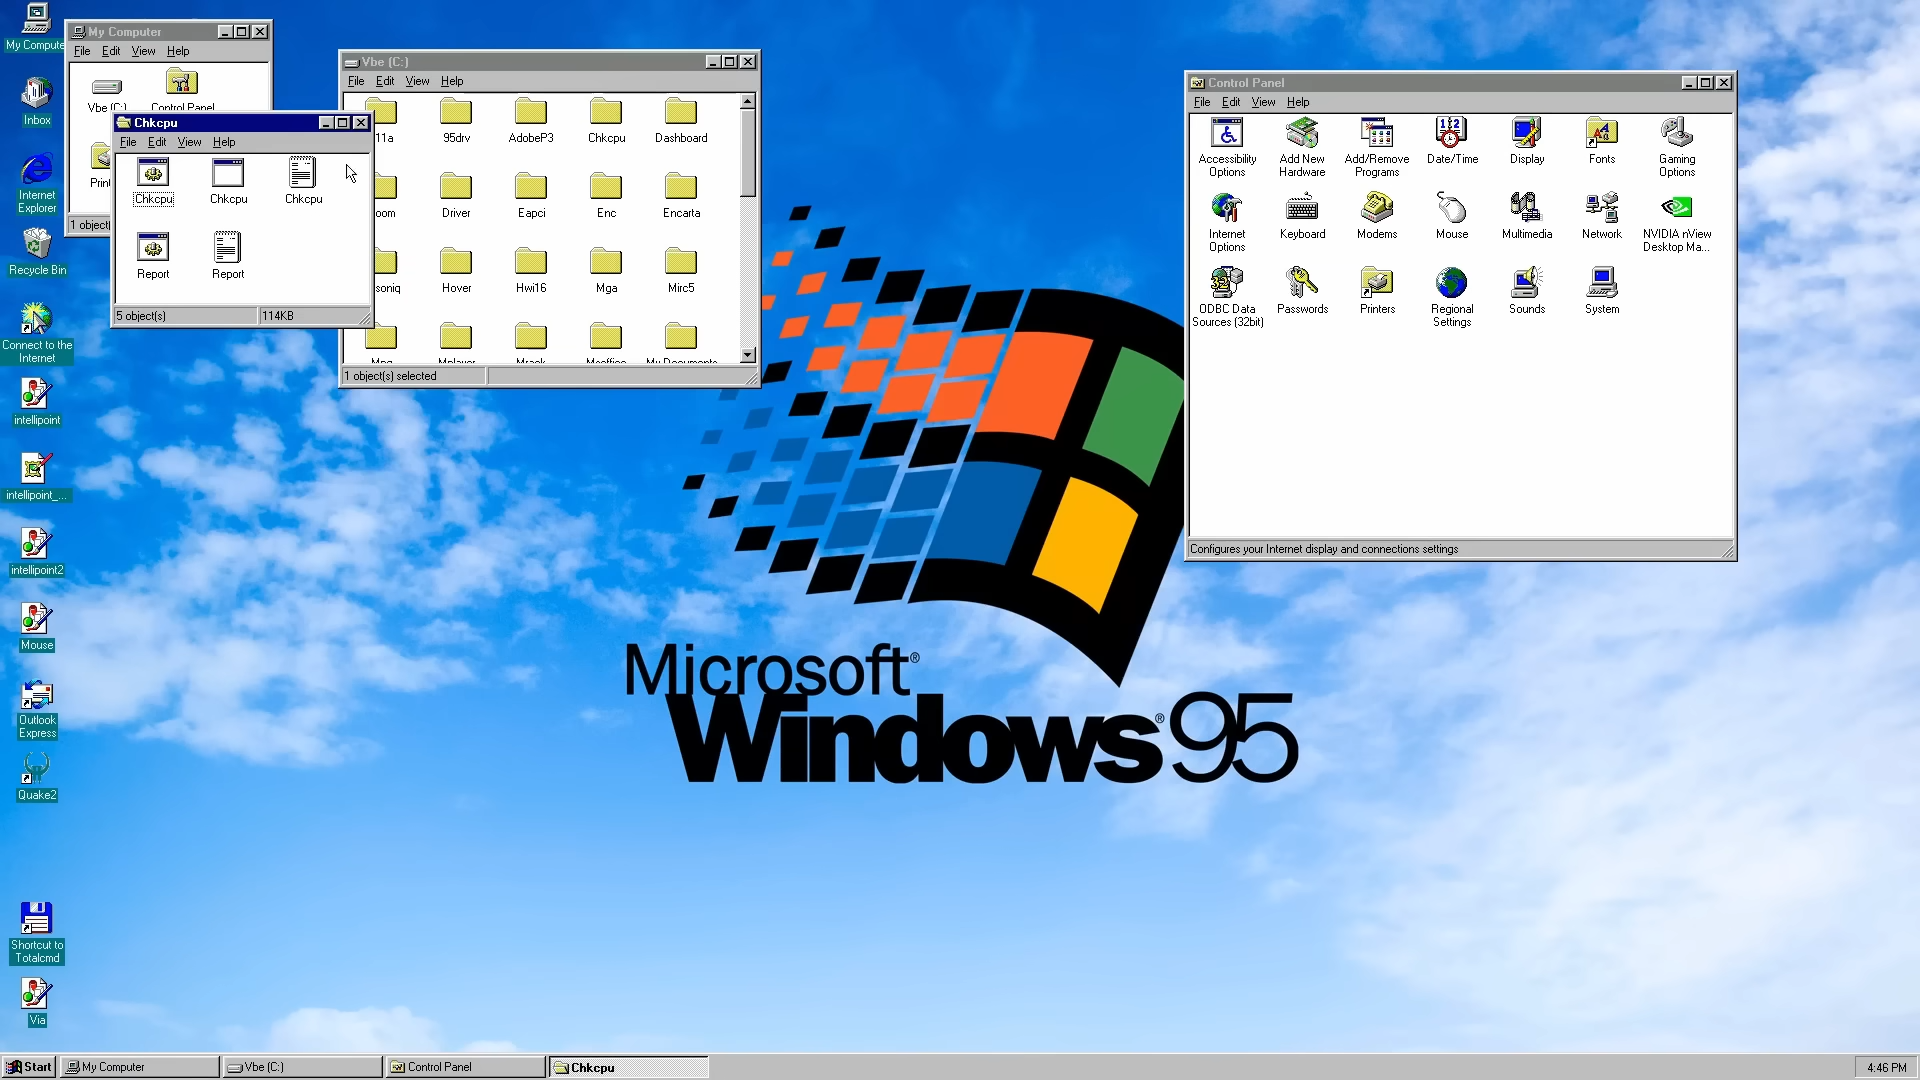 My Compute
Inbox
Internet
Explorer
Recycle Bin
Connect to the
Internet
intellipoint
intellipoint_...
intellipoint2
Mouse
Outlook
Express
Quake2
Shortcut to
Totalcmd
Via
My Computer
File Edit View Help
Vbe (C:)
Control Panel
Print
1 object
Chkcpu
File Edit View Help
Chkcpu Chkcpu Chkcpu
Report Report
5 object(s) 114KB
Vbe (C:)
File Edit View Help
11a 95drv AdobeP3 Chkcpu Dashboard
oom Driver Eapci Enc Encarta
soniq Hover Hwi16 Mga Mirc5
Mpg Mplayer Msoffice My Documents
1 object(s) selected
Control Panel
File Edit View Help
Accessibility
Options
Add New
Hardware
Add/Remove
Programs
Date/Time
Display
Fonts
Gaming
Options
Internet
Options
Keyboard
Modems
Mouse
Multimedia
Network
NVIDIA nView
Desktop Ma...
ODBC Data
Sources (32bit)
Passwords
Printers
Regional
Settings
Sounds
System
Configures your Internet display and connections settings
Microsoft®
Windows®95
Start My Computer Vbe (C:) Control Panel Chkcpu 4:46 PM